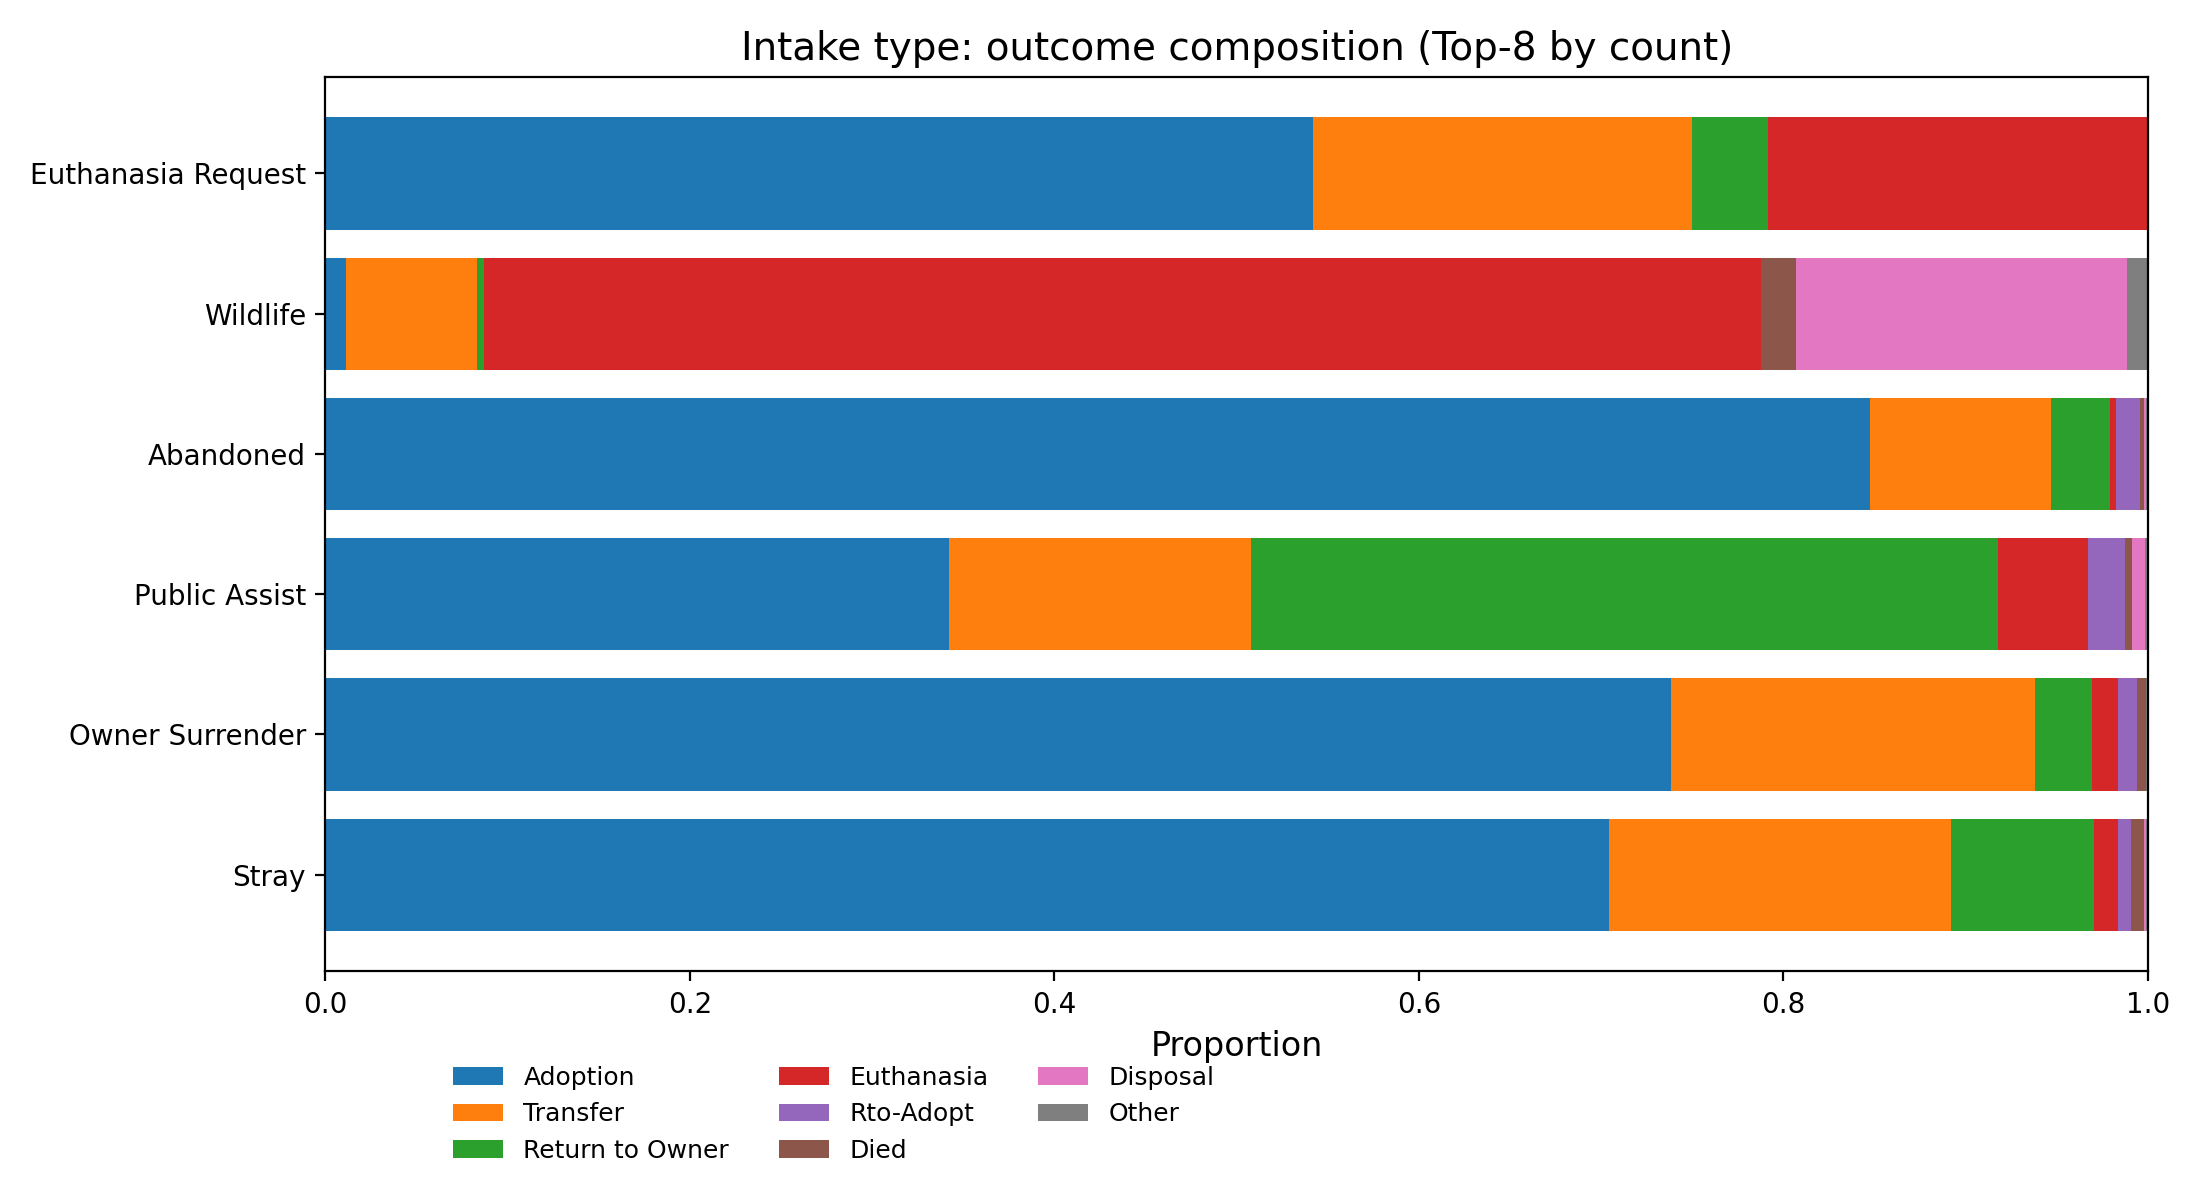 Intake type: outcome composition (Top-8 by count)
Euthanasia Request
Wildlife
Abandoned
Public Assist
Owner Surrender
Stray
0.0 0.2 0.4 0.6 0.8 1.0
Proportion
Adoption Euthanasia Disposal
Transfer Rto-Adopt Other
Return to Owner Died